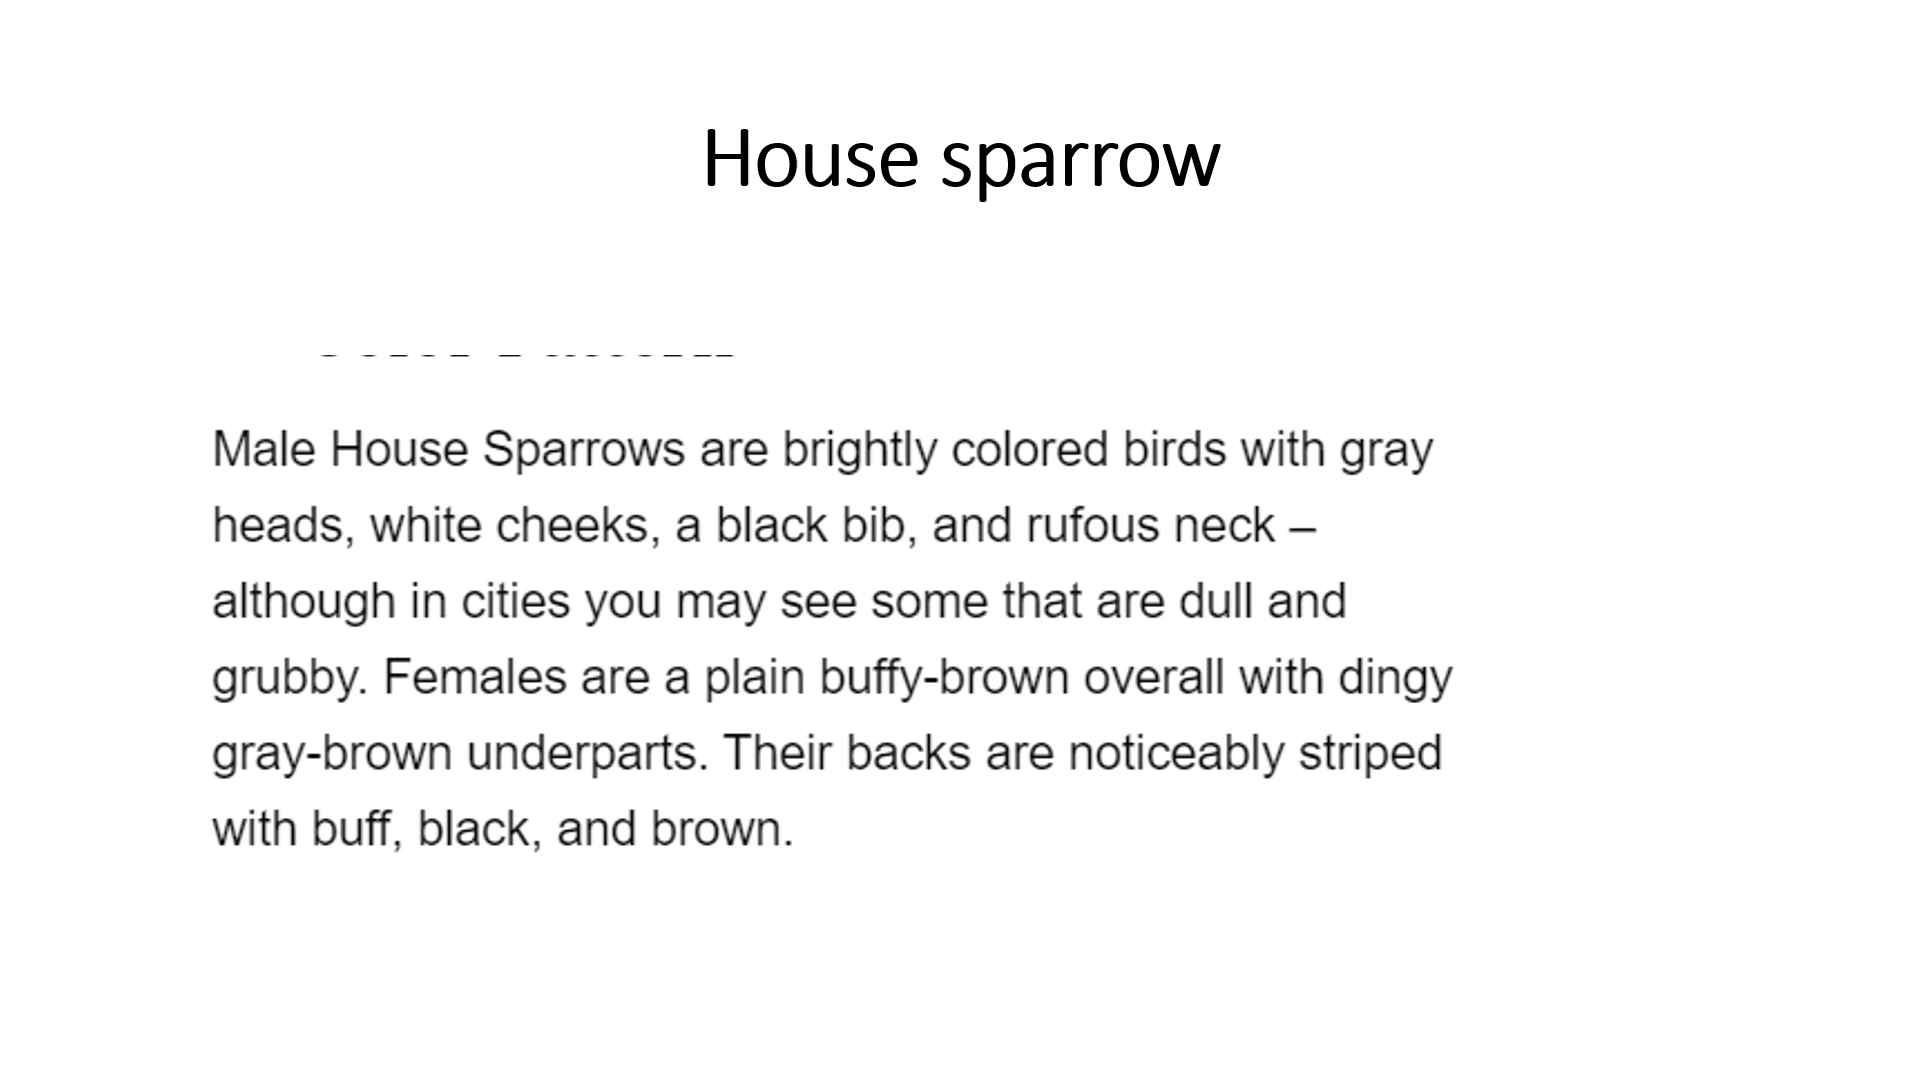 House sparrow
Male House Sparrows are brightly colored birds with gray
heads, white cheeks, a black bib, and rufous neck –
although in cities you may see some that are dull and
grubby. Females are a plain buffy-brown overall with dingy
gray-brown underparts. Their backs are noticeably striped
with buff, black, and brown.